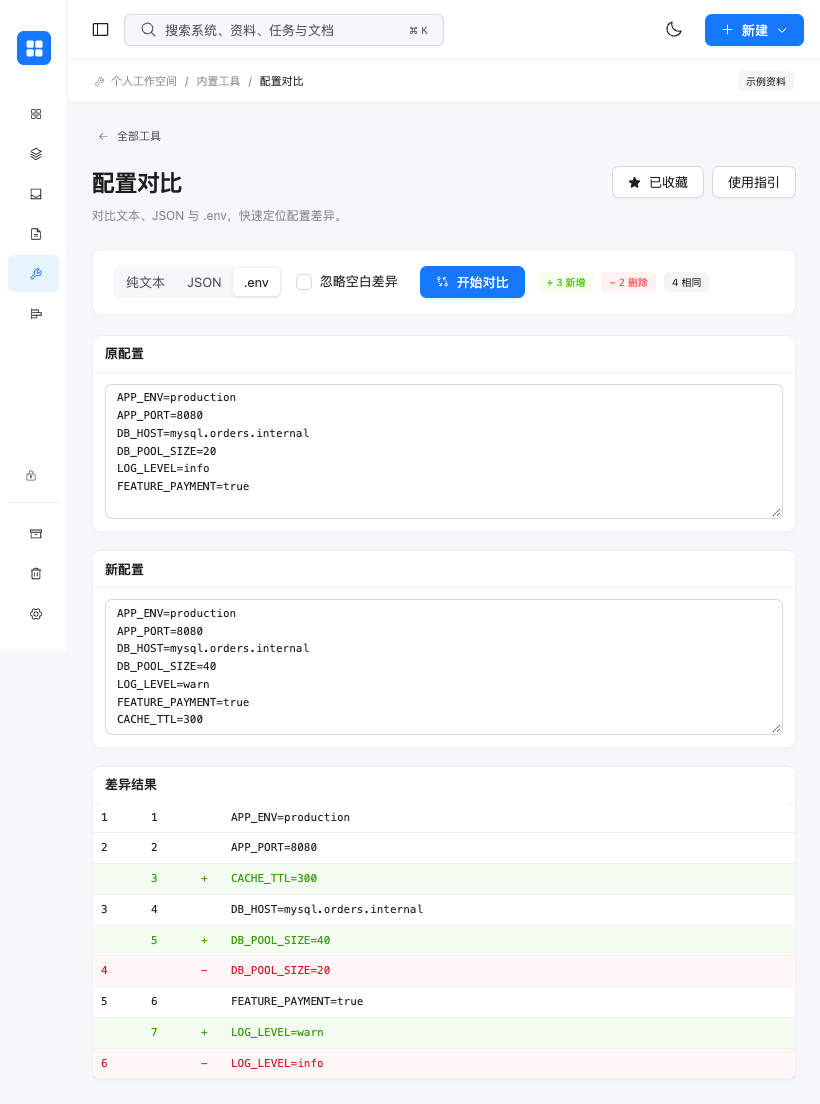 搜索系统、资料、任务与文档 ⌘ K
新建
个人工作空间 / 内置工具 / 配置对比
示例资料
← 全部工具
配置对比
已收藏
使用指引
对比文本、JSON 与 .env，快速定位配置差异。
纯文本 JSON .env 忽略空白差异 开始对比 + 3 新增 − 2 删除 4 相同
原配置
APP_ENV=production
APP_PORT=8080
DB_HOST=mysql.orders.internal
DB_POOL_SIZE=20
LOG_LEVEL=info
FEATURE_PAYMENT=true
新配置
APP_ENV=production
APP_PORT=8080
DB_HOST=mysql.orders.internal
DB_POOL_SIZE=40
LOG_LEVEL=warn
FEATURE_PAYMENT=true
CACHE_TTL=300
差异结果
1 1 APP_ENV=production
2 2 APP_PORT=8080
3 + CACHE_TTL=300
3 4 DB_HOST=mysql.orders.internal
5 + DB_POOL_SIZE=40
4 − DB_POOL_SIZE=20
5 6 FEATURE_PAYMENT=true
7 + LOG_LEVEL=warn
6 − LOG_LEVEL=info